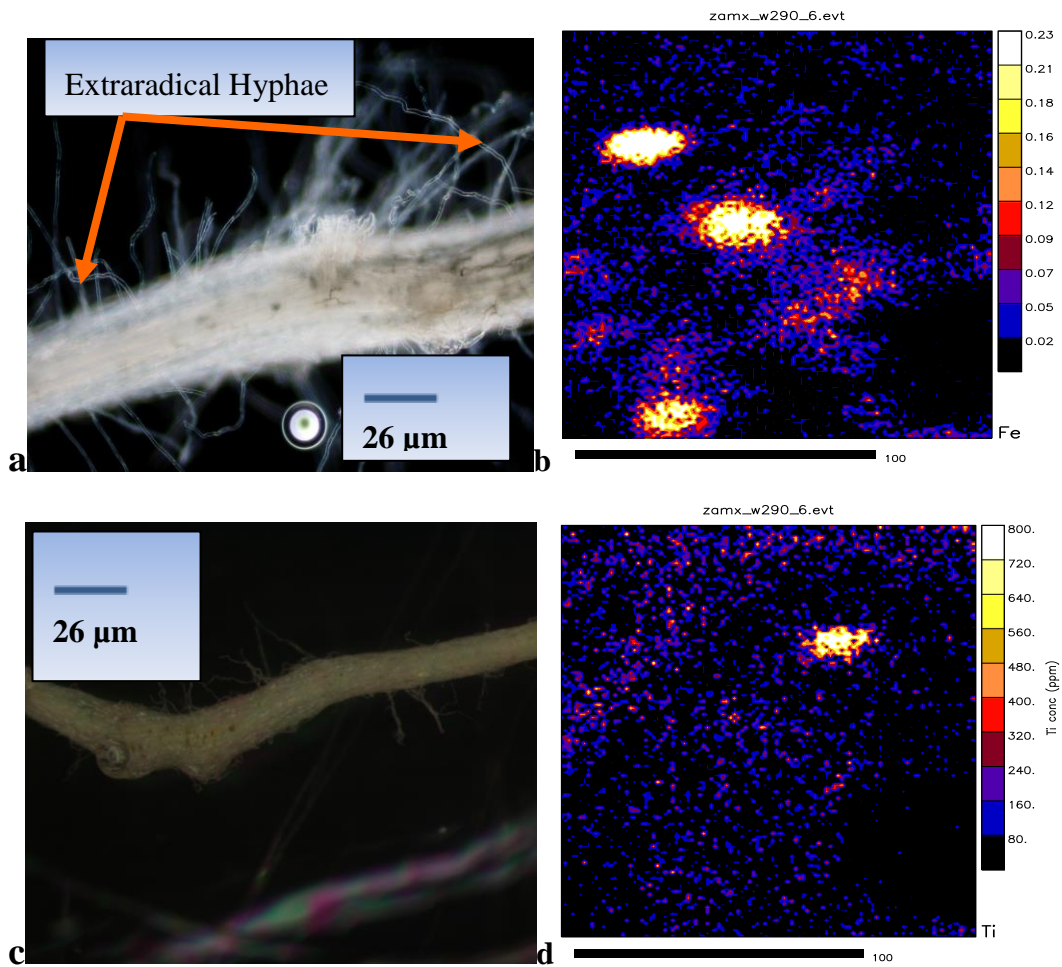 Extraradical Hyphae
26 µm
a
zamx_w290_6.evt
0.23
0.21
0.18
0.16
0.14
0.12
0.09
0.07
0.05
0.02
Fe
100
b
26 µm
c
zamx_w290_6.evt
800.
720.
640.
560.
480.
400.
320.
240.
160.
80.
Ti conc (ppm)
Ti
100
d